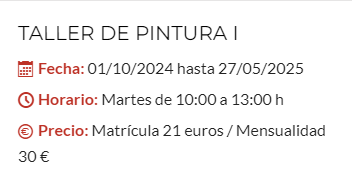 TALLER DE PINTURA I
Fecha: 01/10/2024 hasta 27/05/2025
Horario: Martes de 10:00 a 13:00 h
Precio: Matrícula 21 euros / Mensualidad
30 €